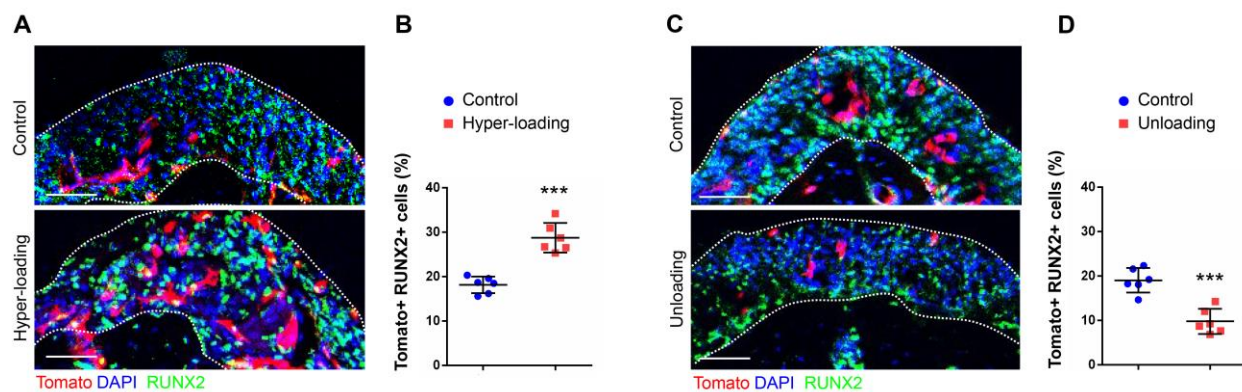 A
Control
Hyper-loading
Tomato DAPI RUNX2
B
Control
Hyper-loading
Tomato+ RUNX2+ cells (%)
40
30
20
10
0
***
C
Control
Unloading
Tomato DAPI RUNX2
D
Control
Unloading
Tomato+ RUNX2+ cells (%)
40
30
20
10
0
***